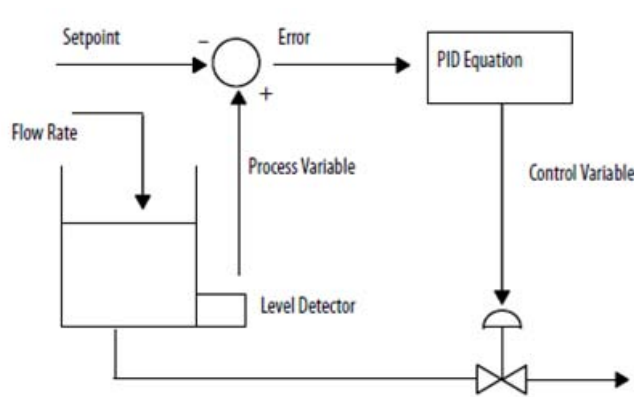 Setpoint
−
Error
PID Equation
+
Flow Rate
Process Variable
Control Variable
Level Detector